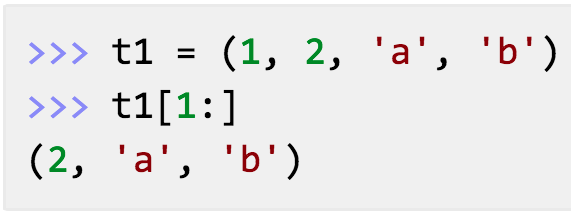 >>> t1 = (1, 2, 'a', 'b')
>>> t1[1:]
(2, 'a', 'b')